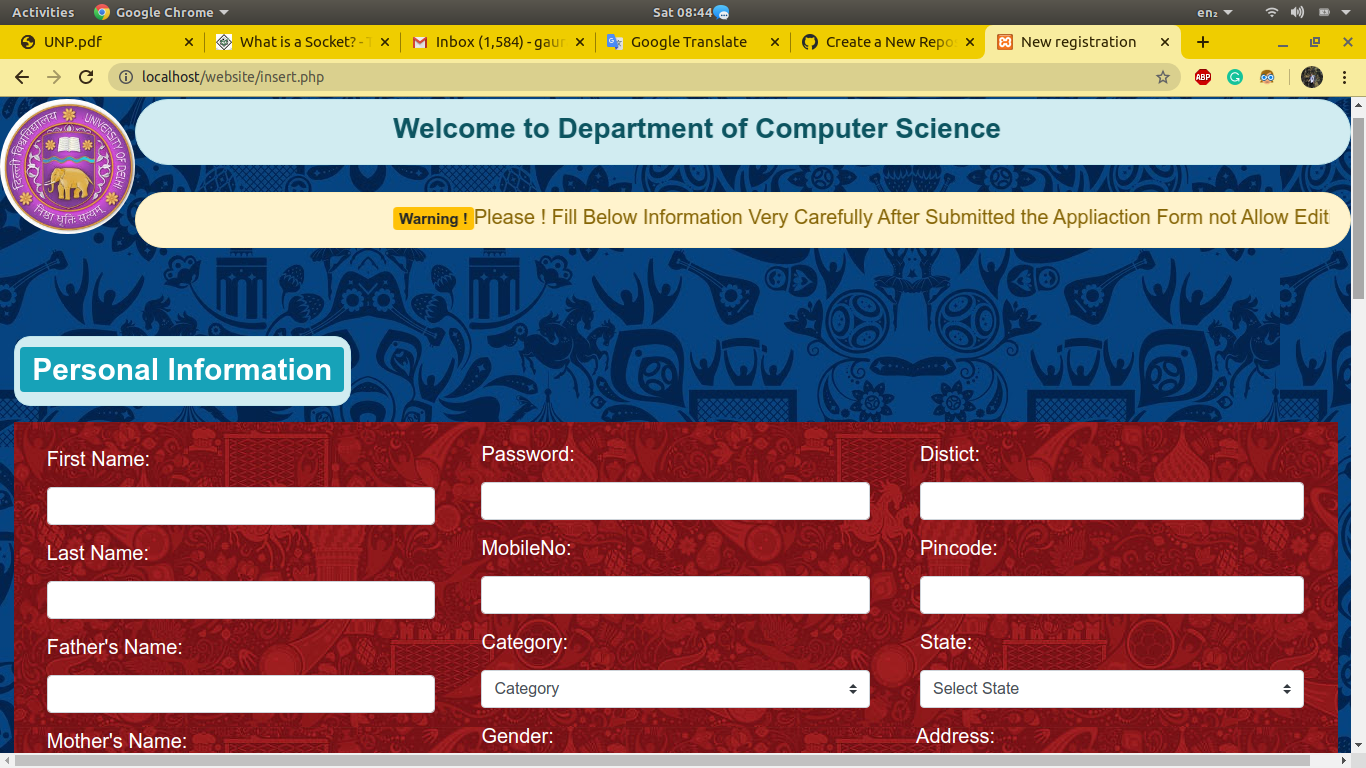 Activities Google Chrome Sat 08:44 en₂
UNP.pdf What is a Socket? - T Inbox (1,584) - gaur Google Translate Create a New Repo New registration
localhost/website/insert.php ABP
दिल्ली विश्वविद्यालय UNIVERSITY OF DELHI
निष्ठा धृतिः सत्यम्
Welcome to Department of Computer Science
Warning ! Please ! Fill Below Information Very Carefully After Submitted the Appliaction Form not Allow Edit
Personal Information
First Name: Password: Distict:
Last Name: MobileNo: Pincode:
Father's Name: Category: State:
Category Select State
Mother's Name: Gender: Address: